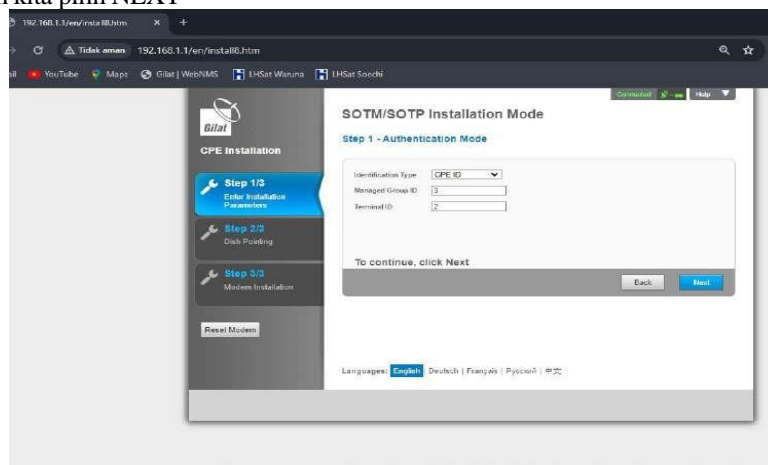 kita pilih NEXT
192.168.1.1/en/install8.htm
Tidak aman 192.168.1.1/en/install8.htm
YouTube Maps Gilat | WebNMS LHSat Waruna LHSat Soechi
Connected Help
Gilat
SOTM/SOTP Installation Mode
CPE Installation
Step 1 - Authentication Mode
Identification Type CPE ID
Managed Group ID 3
Terminal ID 2
Step 1/3
Enter Installation
Parameters
Step 2/3
Dish Pointing
Step 3/3
Modem Installation
To continue, click Next
Back Next
Reset Modem
Languages: English Deutsch | Français | Русский | 中文